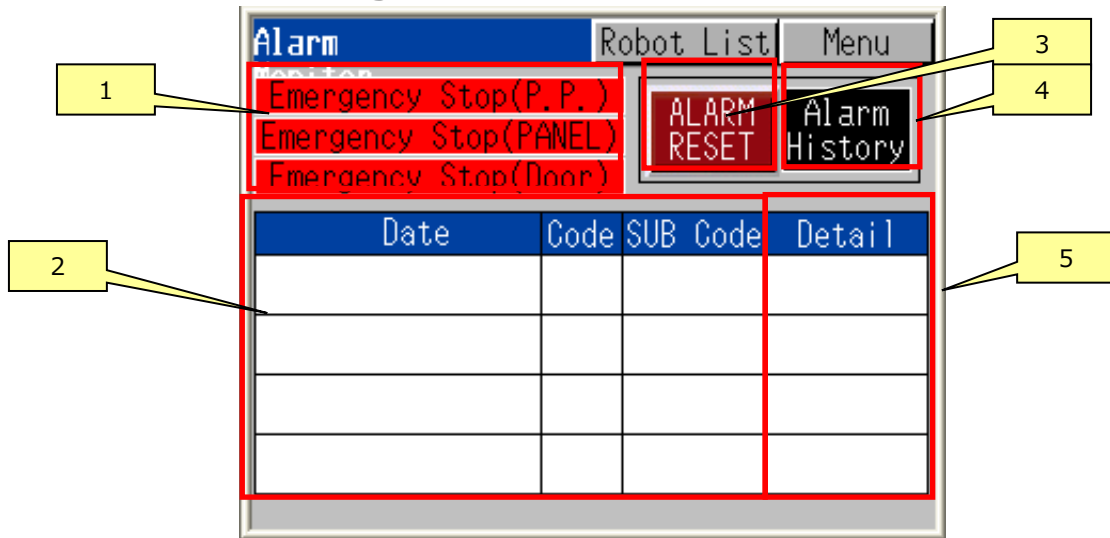 Alarm
Monitor
Robot List
Menu
3
4
1
Emergency Stop(P.P.)
Emergency Stop(PANEL)
Emergency Stop(Door)
ALARM
RESET
Alarm
History
Date Code SUB Code Detail
2
5